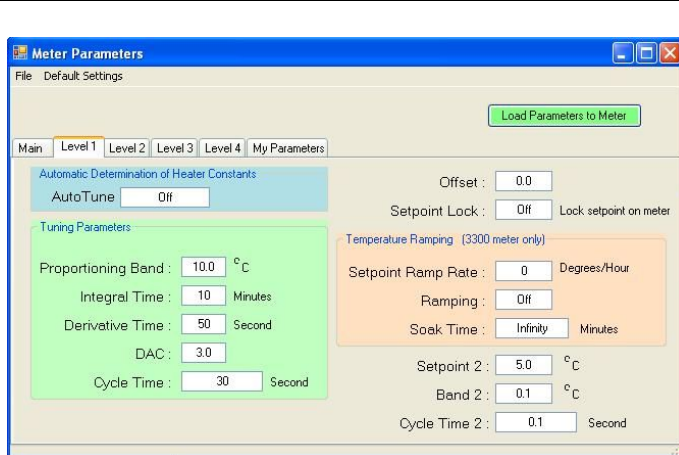 Meter Parameters
File Default Settings
Load Parameters to Meter
Main Level 1 Level 2 Level 3 Level 4 My Parameters
Automatic Determination of Heater Constants
AutoTune Off
Tuning Parameters
Proportioning Band : 10.0 °C
Integral Time : 10 Minutes
Derivative Time : 50 Second
DAC : 3.0
Cycle Time : 30 Second
Offset : 0.0
Setpoint Lock : Off Lock setpoint on meter
Temperature Ramping (3300 meter only)
Setpoint Ramp Rate : 0 Degrees/Hour
Ramping : Off
Soak Time : Infinity Minutes
Setpoint 2 : 5.0 °C
Band 2 : 0.1 °C
Cycle Time 2 : 0.1 Second